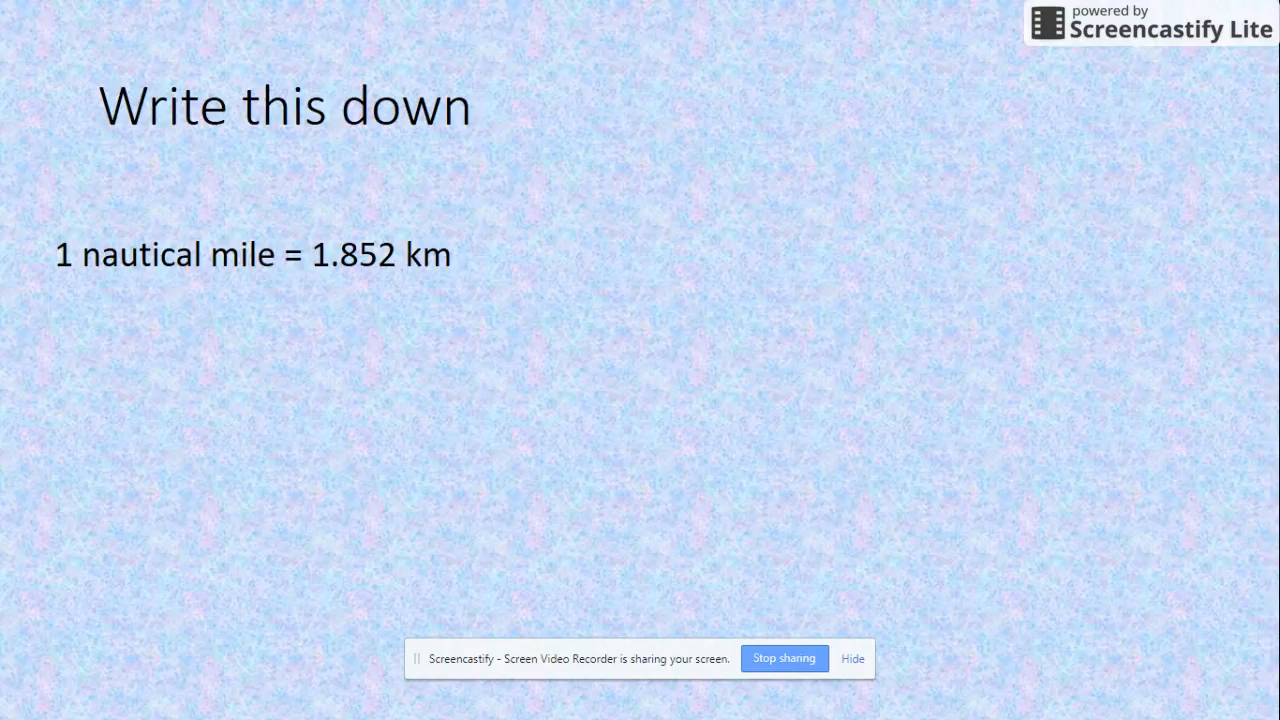 powered by
Screencastify Lite
Write this down
1 nautical mile = 1.852 km
Screencastify - Screen Video Recorder is sharing your screen. Stop sharing Hide